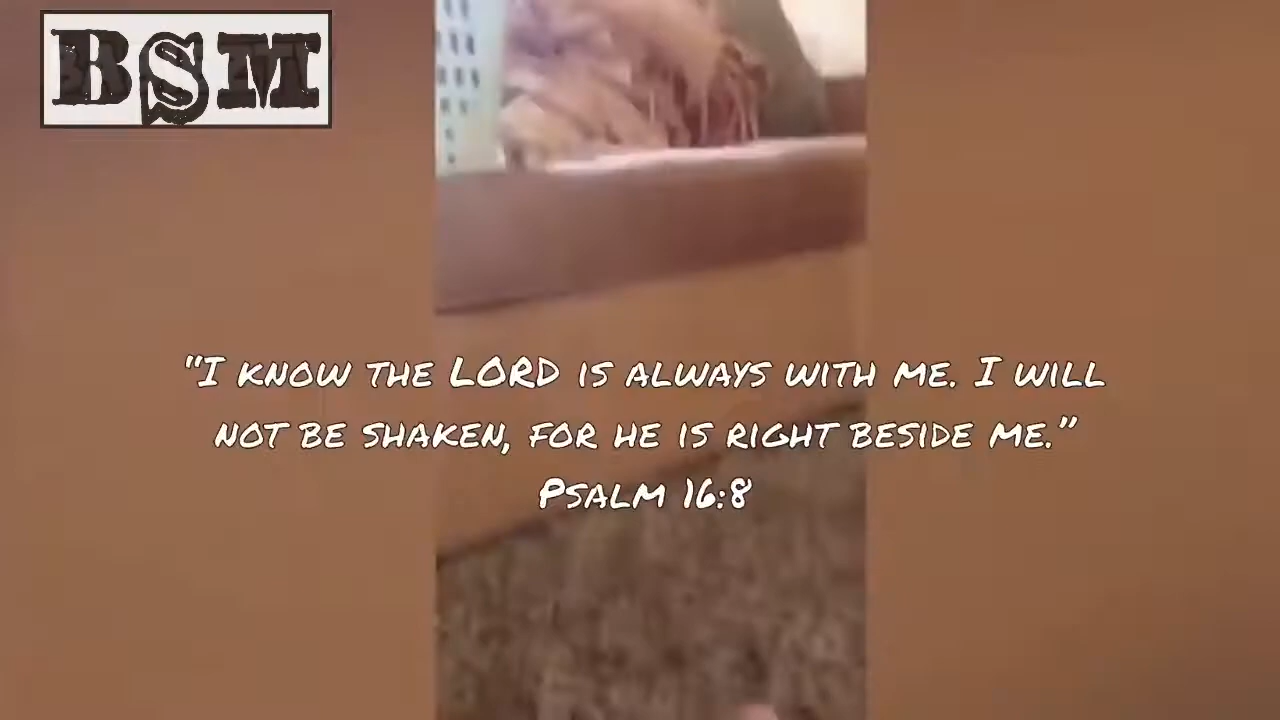 BSM
"I KNOW THE LORD IS ALWAYS WITH ME. I WILL
NOT BE SHAKEN, FOR HE IS RIGHT BESIDE ME."
PSALM 16:8